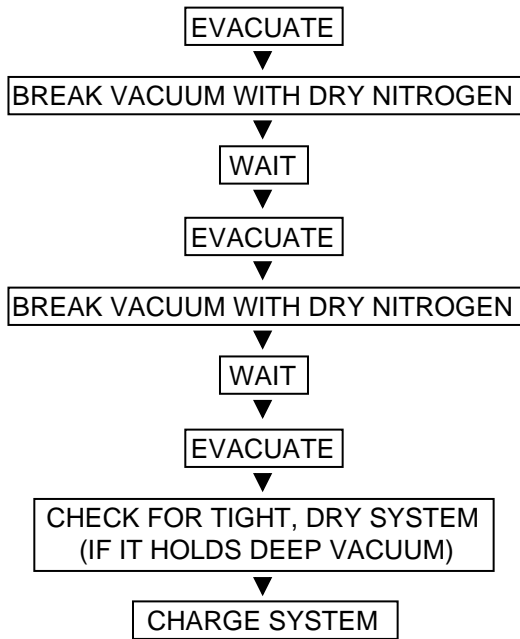 EVACUATE
BREAK VACUUM WITH DRY NITROGEN
WAIT
EVACUATE
BREAK VACUUM WITH DRY NITROGEN
WAIT
EVACUATE
CHECK FOR TIGHT, DRY SYSTEM
(IF IT HOLDS DEEP VACUUM)
CHARGE SYSTEM